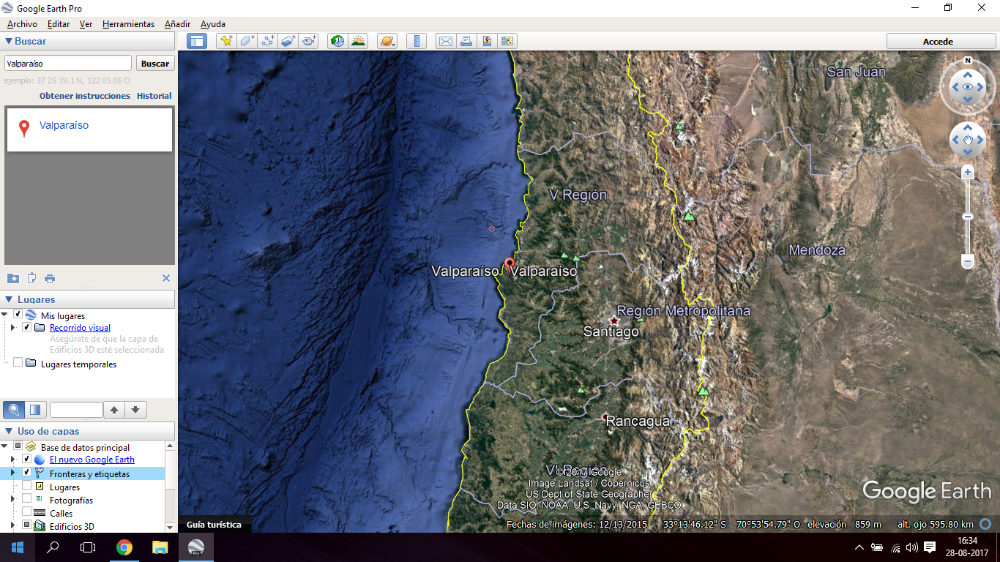 Google Earth Pro
Archivo Editar Ver Herramientas Añadir Ayuda
Buscar
Valparaíso
Buscar
ejemplo: 37 25 19.1 N, 122 05 06 O
Obtener instrucciones Historial
Valparaíso
Lugares
Mis lugares
Recorrido visual
Asegúrate de que la capa de
Edificios 3D esté seleccionada
Lugares temporales
Uso de capas
Base de datos principal
El nuevo Google Earth
Fronteras y etiquetas
Lugares
Fotografías
Calles
Edificios 3D
Accede
N
San Juan
V Región
Mendoza
Valparaíso
Valparaíso
Región Metropolitana
Santiago
Rancagua
VI Región
© 2017 Google
Image Landsat / Copernicus
US Dept of State Geographer
Data SIO, NOAA, U.S. Navy, NGA, GEBCO
Google Earth
Guía turística
Fechas de imágenes: 12/13/2015 33°13'46.12" S 70°53'54.79" O elevación 859 m alt. ojo 595.80 km
Pro
16:34
28-08-2017